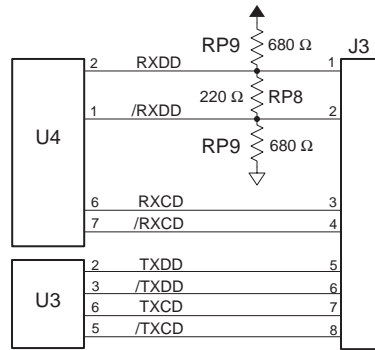 RP9 680 Ω J3
2 RXDD 1
220 Ω RP8
1 /RXDD 2
U4
RP9 680 Ω
6 RXCD 3
7 /RXCD 4
2 TXDD 5
3 /TXDD 6
U3
6 TXCD 7
5 /TXCD 8